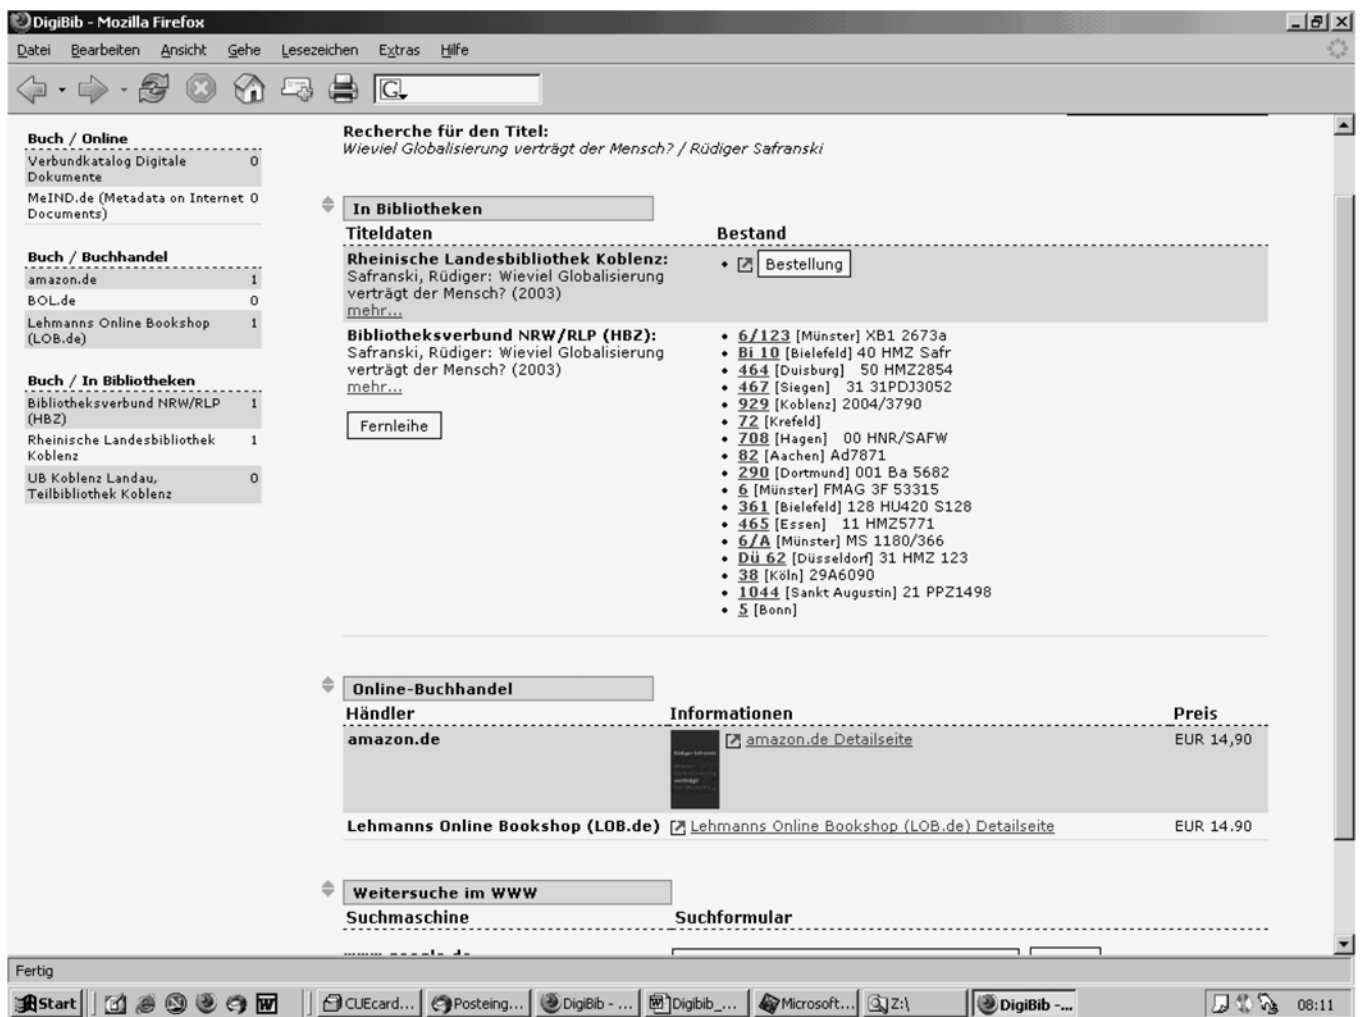 DigiBib - Mozilla Firefox
Datei Bearbeiten Ansicht Gehe Lesezeichen Extras Hilfe
G
Buch / Online
Verbundkatalog Digitale Dokumente 0
MeIND.de (Metadata on Internet Documents) 0
Buch / Buchhandel
amazon.de 1
BOL.de 0
Lehmanns Online Bookshop (LOB.de) 1
Buch / In Bibliotheken
Bibliotheksverbund NRW/RLP (HBZ) 1
Rheinische Landesbibliothek Koblenz 1
UB Koblenz Landau, Teilbibliothek Koblenz 0
Recherche für den Titel:
Wieviel Globalisierung verträgt der Mensch? / Rüdiger Safranski
In Bibliotheken
Titeldaten Bestand
Rheinische Landesbibliothek Koblenz:
Safranski, Rüdiger: Wieviel Globalisierung
verträgt der Mensch? (2003)
mehr...
• Bestellung
Bibliotheksverbund NRW/RLP (HBZ):
Safranski, Rüdiger: Wieviel Globalisierung
verträgt der Mensch? (2003)
mehr...
Fernleihe
• 6/123 [Münster] XB1 2673a
• Bi 10 [Bielefeld] 40 HMZ Safr
• 464 [Duisburg] 50 HMZ2854
• 467 [Siegen] 31 31PDJ3052
• 929 [Koblenz] 2004/3790
• 72 [Krefeld]
• 708 [Hagen] 00 HNR/SAFW
• 82 [Aachen] Ad7871
• 290 [Dortmund] 001 Ba 5682
• 6 [Münster] FMAG 3F 53315
• 361 [Bielefeld] 128 HU420 S128
• 465 [Essen] 11 HMZ5771
• 6/A [Münster] MS 1180/366
• Dü 62 [Düsseldorf] 31 HMZ 123
• 38 [Köln] 29A6090
• 1044 [Sankt Augustin] 21 PPZ1498
• 5 [Bonn]
Online-Buchhandel
Händler Informationen Preis
amazon.de amazon.de Detailseite EUR 14,90
verträgt
Lehmanns Online Bookshop (LOB.de) Lehmanns Online Bookshop (LOB.de) Detailseite EUR 14.90
Weitersuche im WWW
Suchmaschine Suchformular
Fertig
Start CUEcard... Posteing... DigiBib - ... Digibib_... Microsoft... Z:\ DigiBib -... 08:11